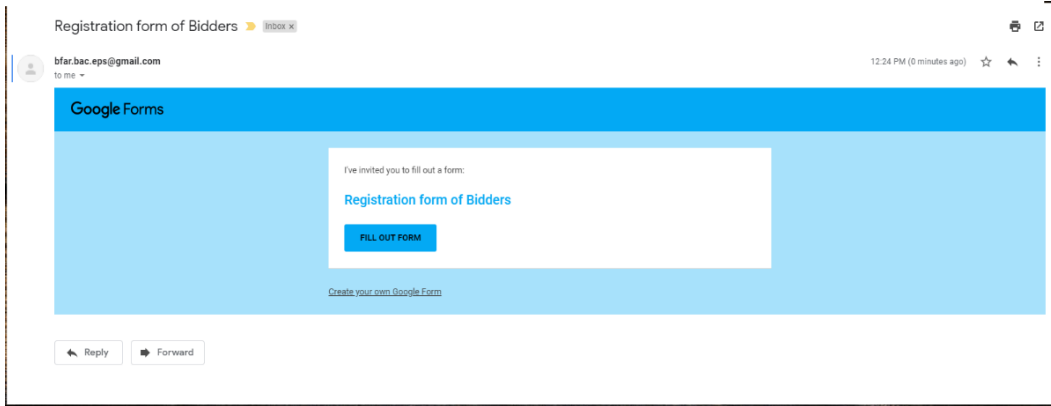 Registration form of Bidders Inbox x
bfar.bac.eps@gmail.com 12:24 PM (0 minutes ago)
to me
Google Forms
I've invited you to fill out a form:
Registration form of Bidders
FILL OUT FORM
Create your own Google Form
Reply Forward